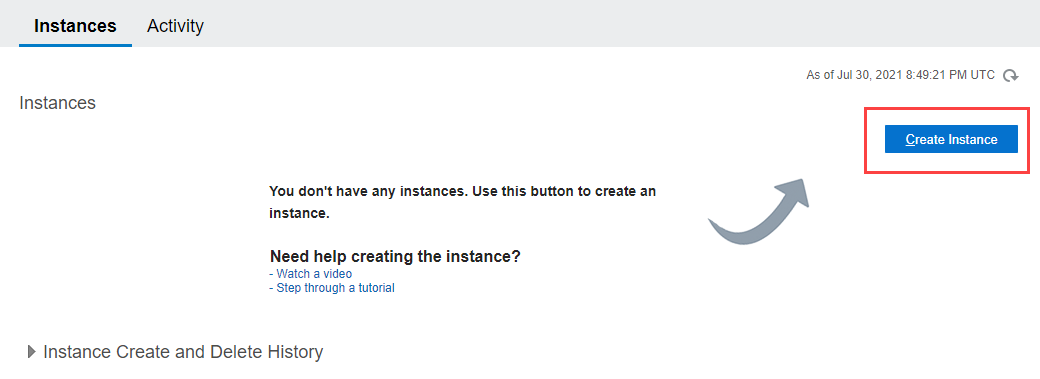 Instances Activity
As of Jul 30, 2021 8:49:21 PM UTC
Instances
Create Instance
You don't have any instances. Use this button to create an
instance.
Need help creating the instance?
- Watch a video
- Step through a tutorial
Instance Create and Delete History